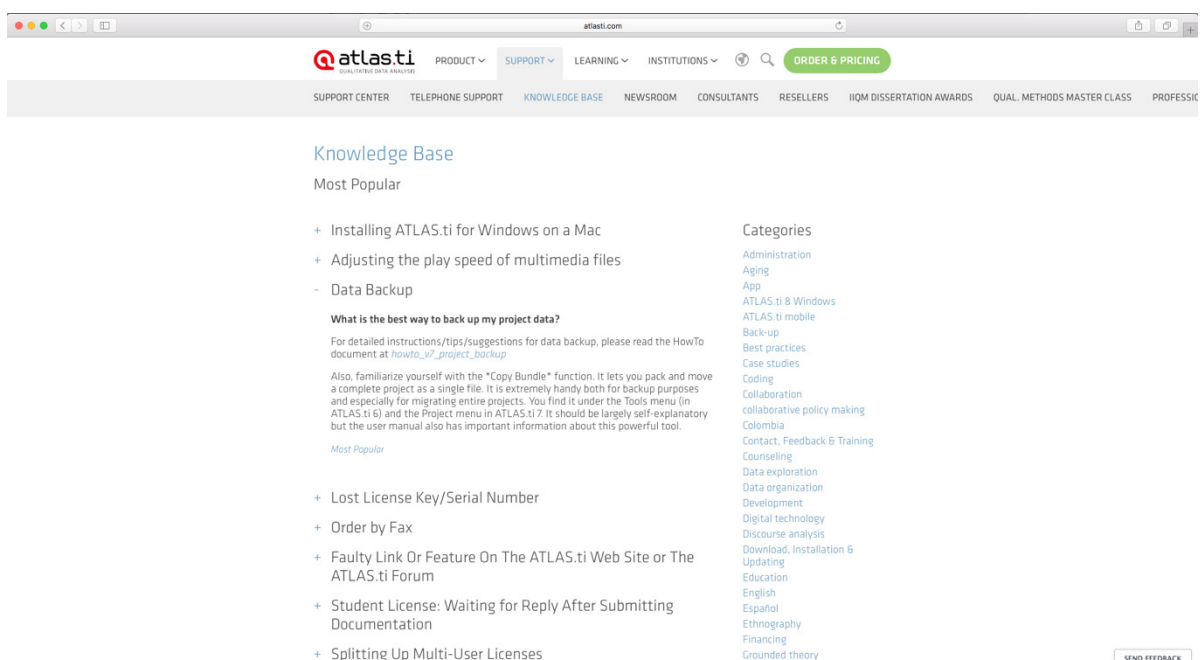 atlasti.com
atlas.ti
QUALITATIVE DATA ANALYSIS
PRODUCT
SUPPORT
LEARNING
INSTITUTIONS
ORDER & PRICING
SUPPORT CENTER
TELEPHONE SUPPORT
KNOWLEDGE BASE
NEWSROOM
CONSULTANTS
RESELLERS
IIQM DISSERTATION AWARDS
QUAL. METHODS MASTER CLASS
PROFESSIO
Knowledge Base
Most Popular
+ Installing ATLAS.ti for Windows on a Mac
+ Adjusting the play speed of multimedia files
- Data Backup
What is the best way to back up my project data?
For detailed instructions/tips/suggestions for data backup, please read the HowTo
document at howto_v7_project_backup
Also, familiarize yourself with the *Copy Bundle* function. It lets you pack and move
a complete project as a single file. It is extremely handy both for backup purposes
and especially for migrating entire projects. You find it under the Tools menu (in
ATLAS.ti 6) and the Project menu in ATLAS.ti 7. It should be largely self-explanatory
but the user manual also has important information about this powerful tool.
Most Popular
+ Lost License Key/Serial Number
+ Order by Fax
+ Faulty Link Or Feature On The ATLAS.ti Web Site or The
ATLAS.ti Forum
+ Student License: Waiting for Reply After Submitting
Documentation
+ Splitting Up Multi-User Licenses
Categories
Administration
Aging
App
ATLAS.ti 8 Windows
ATLAS.ti mobile
Back-up
Best practices
Case studies
Coding
Collaboration
collaborative policy making
Colombia
Contact, Feedback & Training
Counseling
Data exploration
Data organization
Development
Digital technology
Discourse analysis
Download, Installation &
Updating
Education
English
Español
Ethnography
Financing
Grounded theory
SEND FEEDBACK